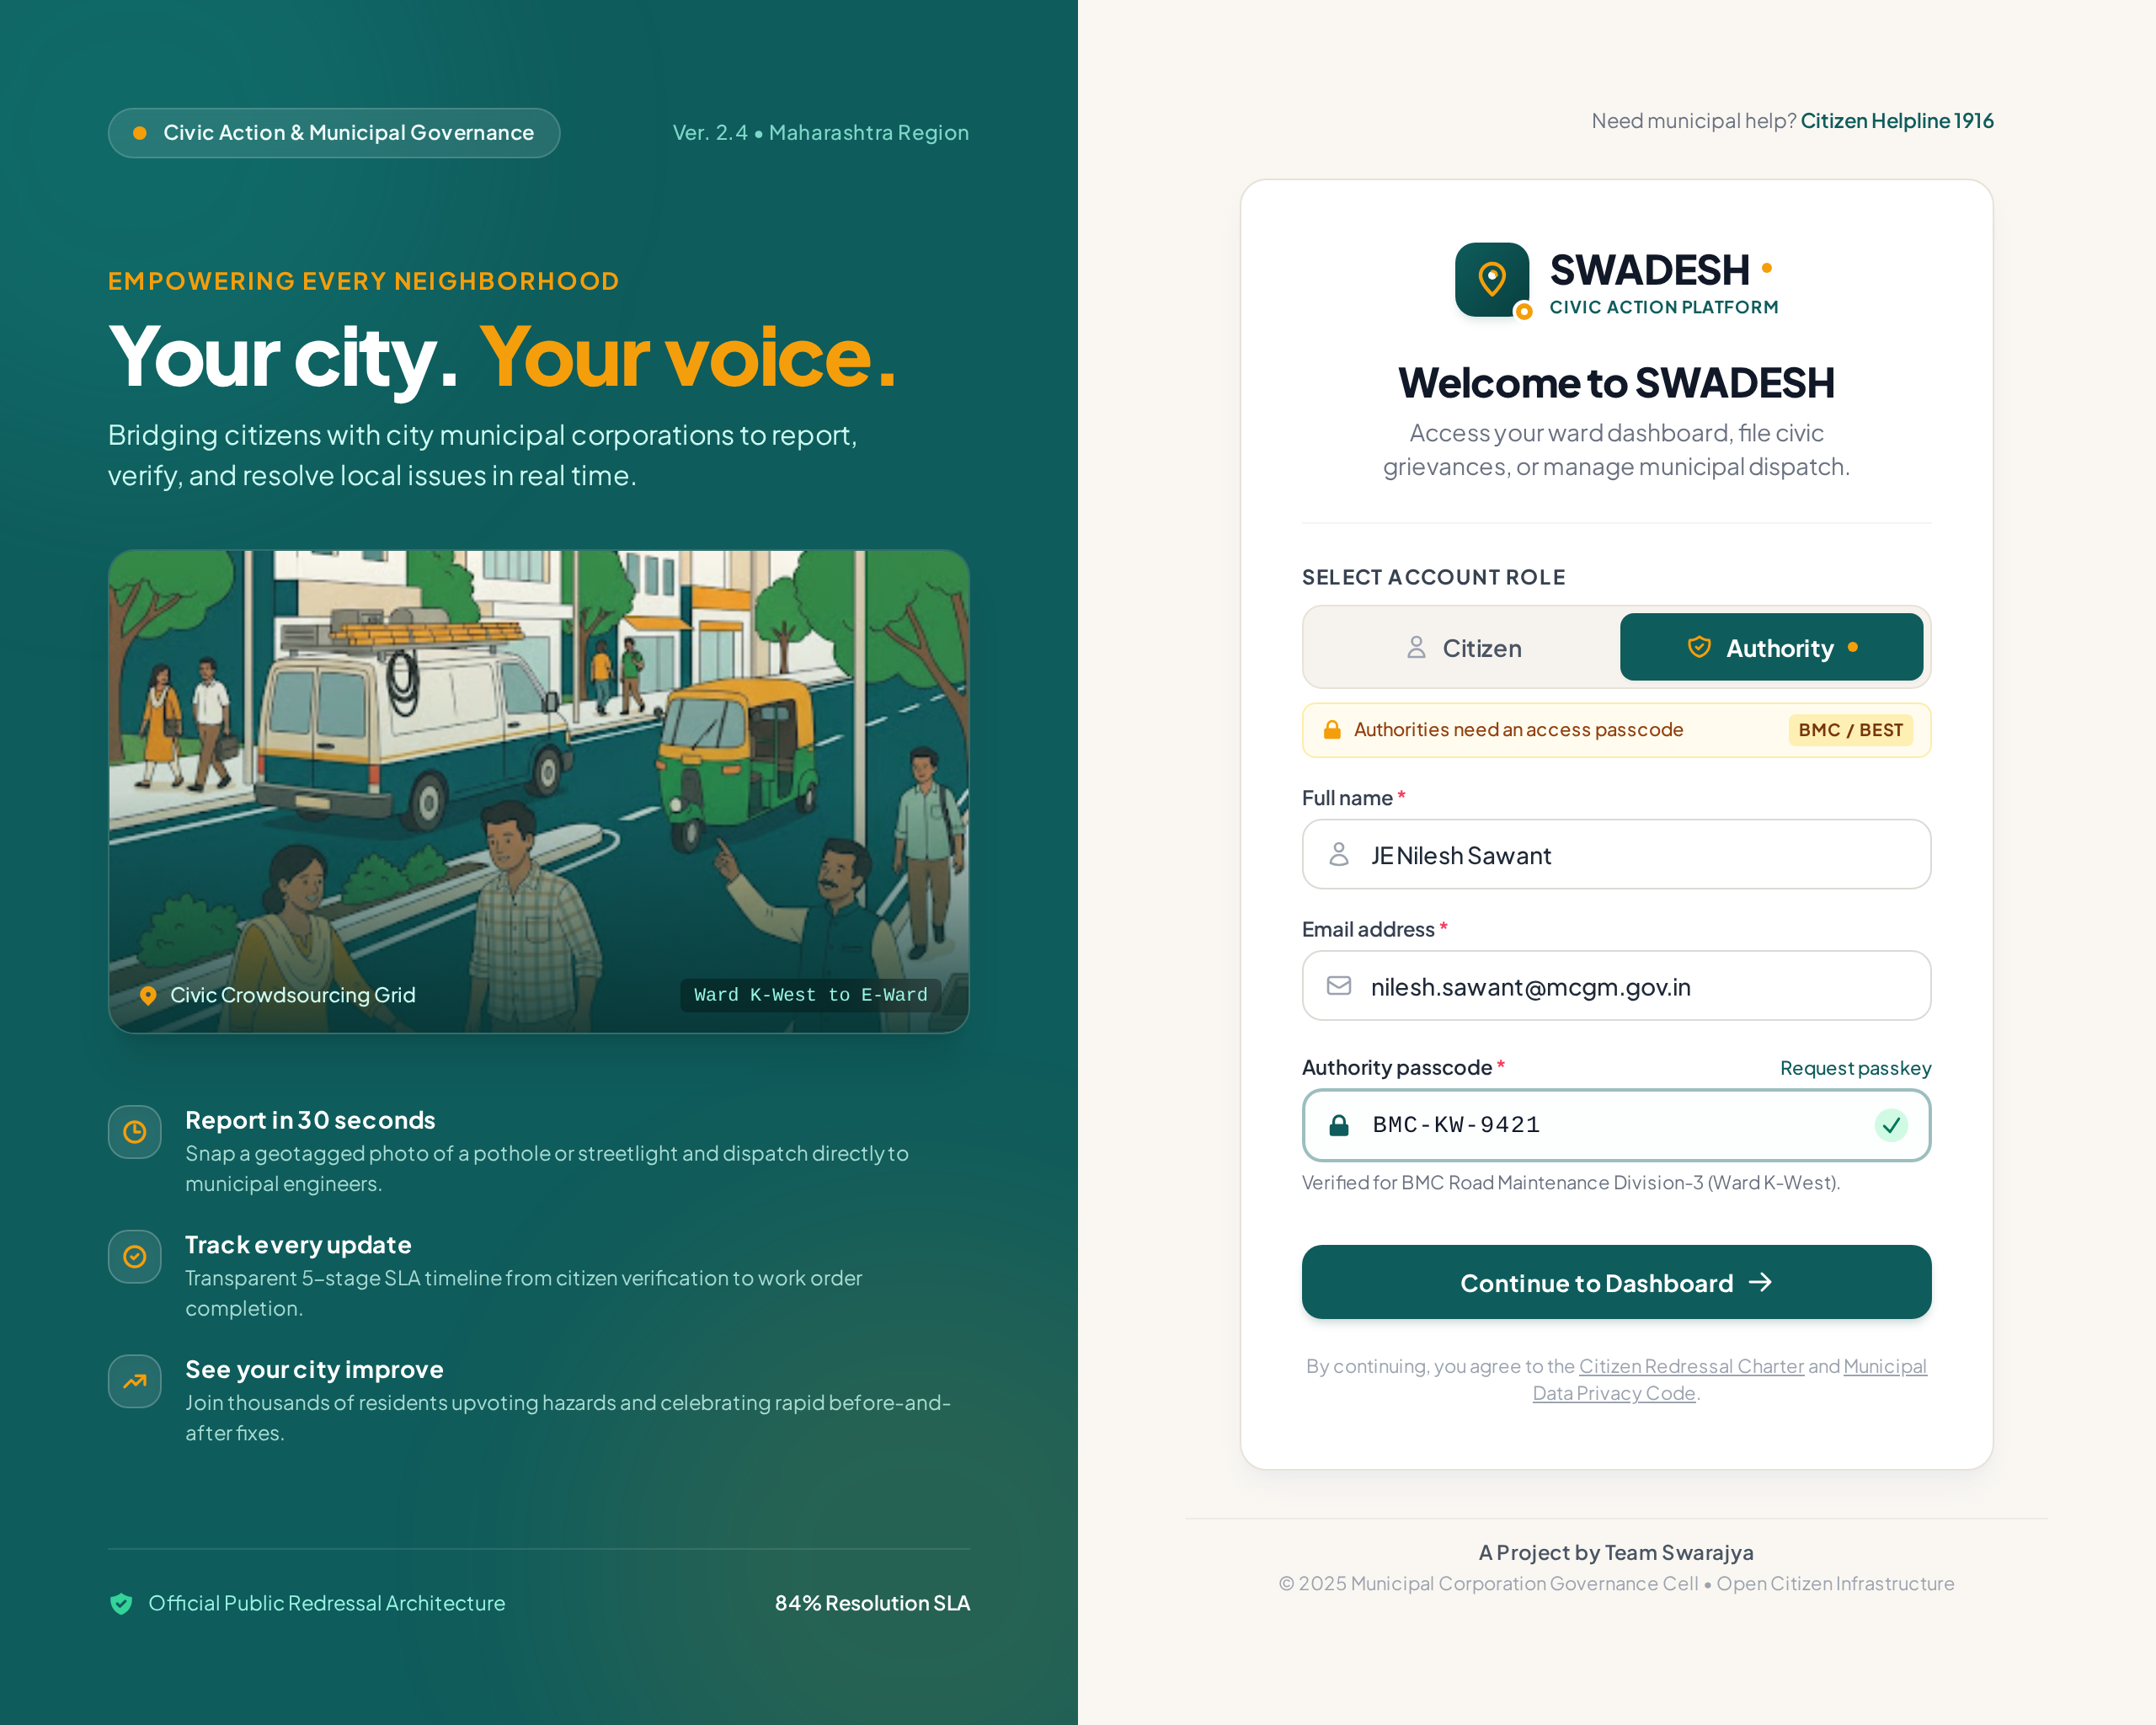 Civic Action & Municipal Governance
Ver. 2.4 • Maharashtra Region
EMPOWERING EVERY NEIGHBORHOOD
Your city. Your voice.
Bridging citizens with city municipal corporations to report,
verify, and resolve local issues in real time.
Civic Crowdsourcing Grid
Ward K-West to E-Ward
Report in 30 seconds
Snap a geotagged photo of a pothole or streetlight and dispatch directly to
municipal engineers.
Track every update
Transparent 5-stage SLA timeline from citizen verification to work order
completion.
See your city improve
Join thousands of residents upvoting hazards and celebrating rapid before-and-
after fixes.
Official Public Redressal Architecture
84% Resolution SLA
Need municipal help? Citizen Helpline 1916
SWADESH
CIVIC ACTION PLATFORM
Welcome to SWADESH
Access your ward dashboard, file civic
grievances, or manage municipal dispatch.
SELECT ACCOUNT ROLE
Citizen
Authority
Authorities need an access passcode
BMC / BEST
Full name *
JE Nilesh Sawant
Email address *
nilesh.sawant@mcgm.gov.in
Authority passcode *
Request passkey
BMC-KW-9421
Verified for BMC Road Maintenance Division-3 (Ward K-West).
Continue to Dashboard
By continuing, you agree to the Citizen Redressal Charter and Municipal
Data Privacy Code.
A Project by Team Swarajya
© 2025 Municipal Corporation Governance Cell • Open Citizen Infrastructure